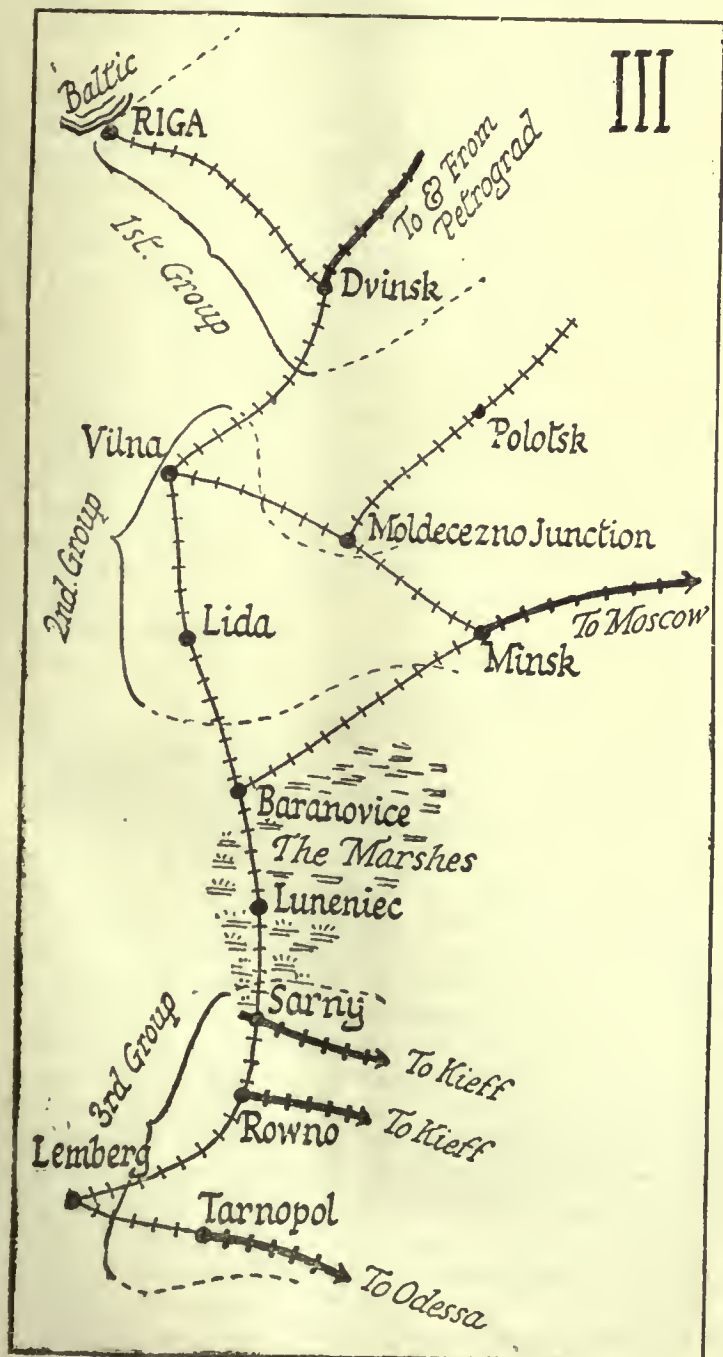 III
Baltic
RIGA
To & From
Petrograd
1st. Group
Dvinsk
Polotsk
Vilna
Moldecezno Junction
2nd. Group
Lida
To Moscow
Minsk
Baranovice
The Marshes
Luneniec
Sarny
3rd Group
To Kieff
Rowno
To Kieff
Lemberg
Tarnopol
To Odessa